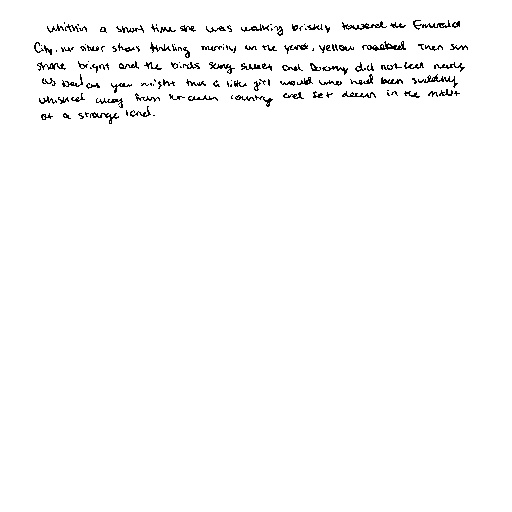 Whithin a short time she was walking briskly toward the Emerald
City, her silver shoes tinkling merrily on the yellow roadbed. Then sun
shone bright and the birds sang sweet and Dorothy did not feel nearly
as bad as you might a little girl would who had been suddenly
whisked away from her own country and set down in the midst
of a strange land.